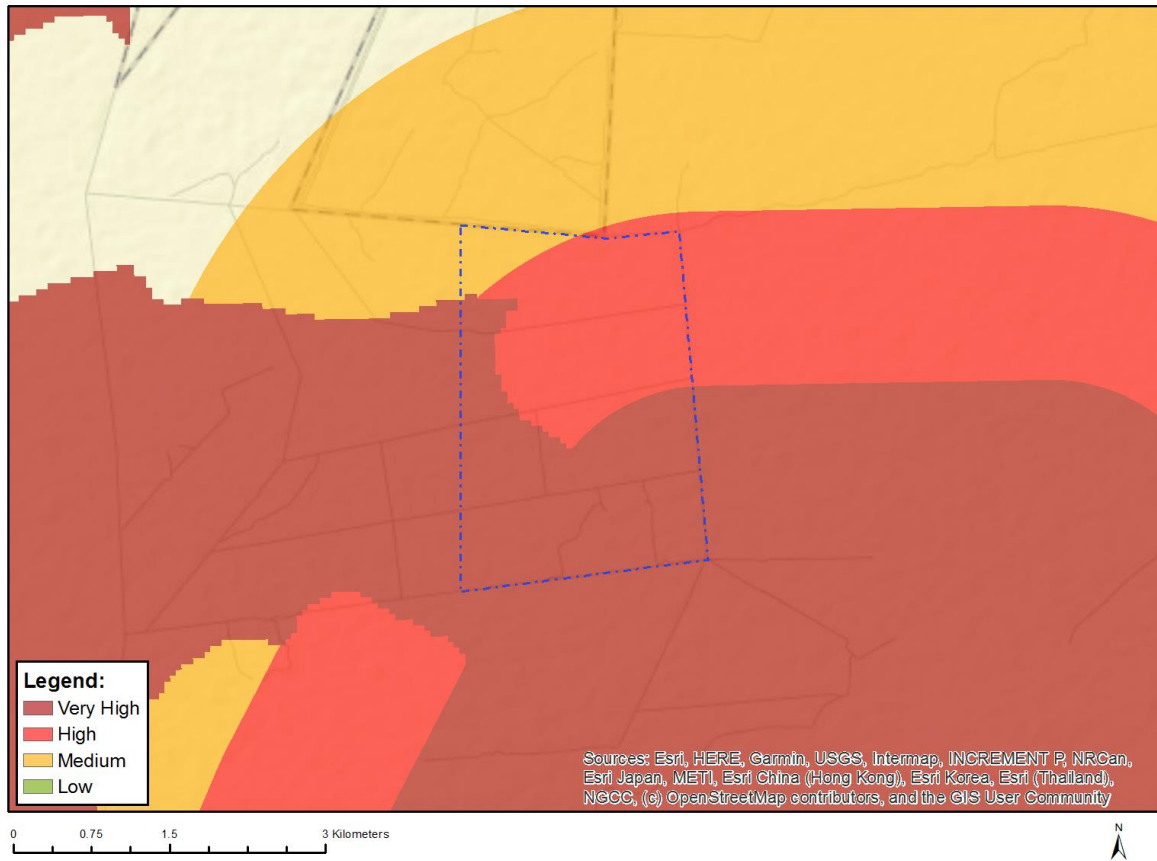 Legend:
Very High
High
Medium
Low
Sources: Esri, HERE, Garmin, USGS, Intermap, INCREMENT P, NRCan,
Esri Japan, METI, Esri China (Hong Kong), Esri Korea, Esri (Thailand),
NGCC, (c) OpenStreetMap contributors, and the GIS User Community
0 0.75 1.5 3 Kilometers
N